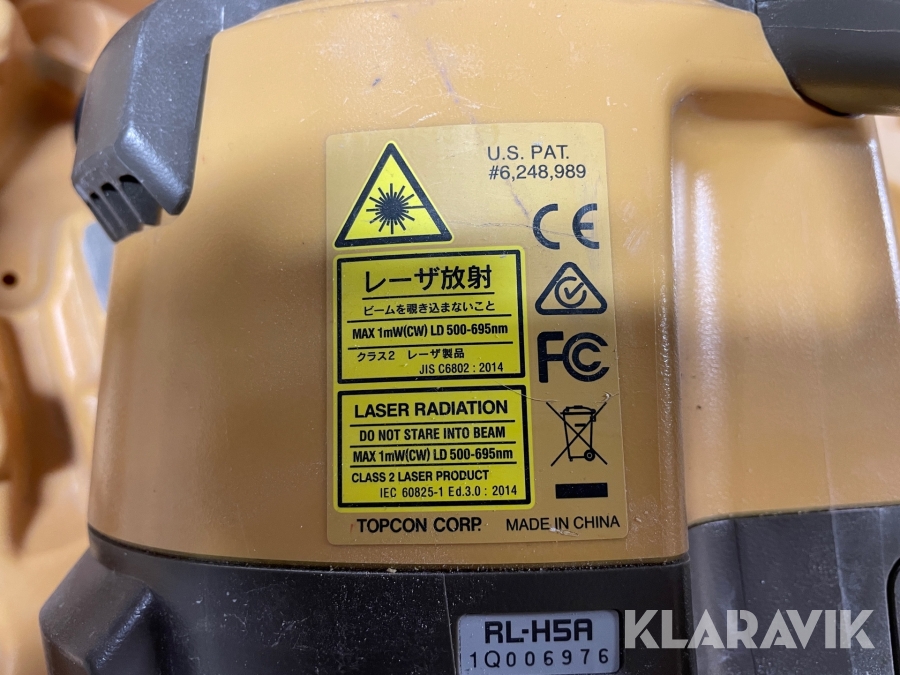 U.S. PAT.
#6,248,989
CE
FC
レーザ放射
ビームを覗き込まないこと
MAX 1mW(CW) LD 500-695nm
クラス2 レーザ製品
JIS C6802 : 2014
LASER RADIATION
DO NOT STARE INTO BEAM
MAX 1mW(CW) LD 500-695nm
CLASS 2 LASER PRODUCT
IEC 60825-1 Ed.3.0 : 2014
TOPCON CORP. MADE IN CHINA
RL-H5A
1Q006976
KLARAVIK